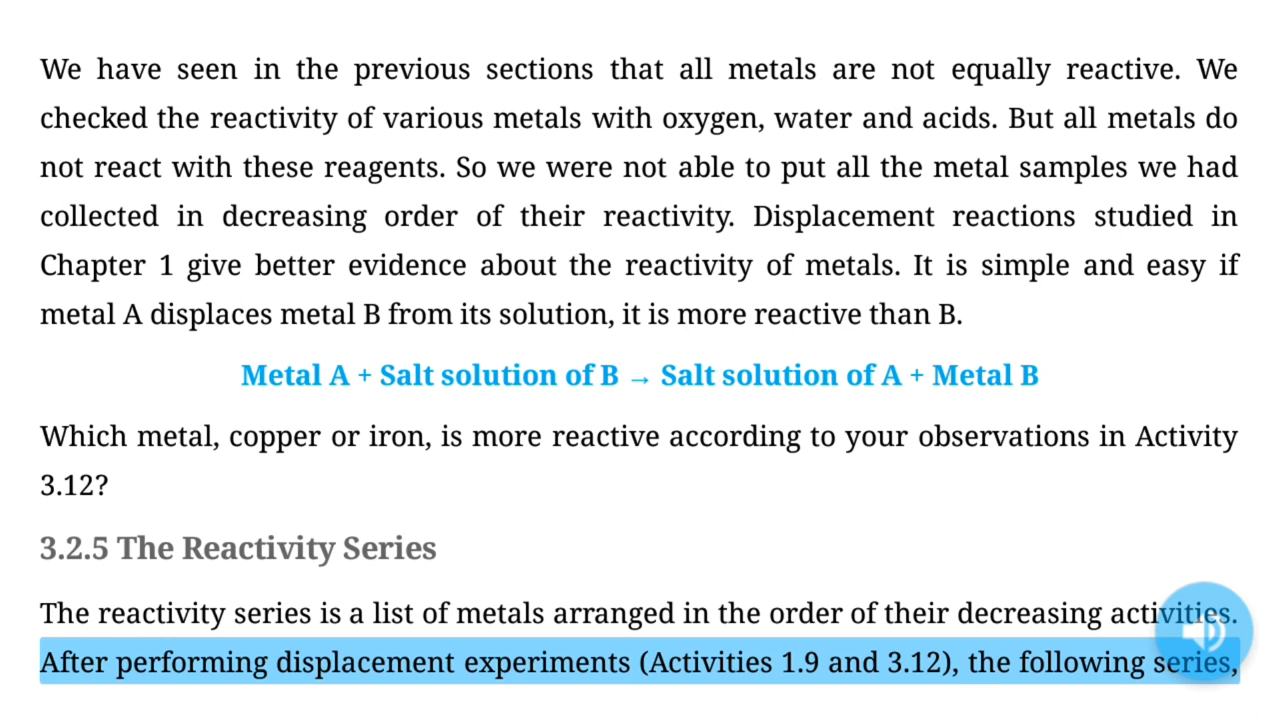 We have seen in the previous sections that all metals are not equally reactive. We
checked the reactivity of various metals with oxygen, water and acids. But all metals do
not react with these reagents. So we were not able to put all the metal samples we had
collected in decreasing order of their reactivity. Displacement reactions studied in
Chapter 1 give better evidence about the reactivity of metals. It is simple and easy if
metal A displaces metal B from its solution, it is more reactive than B.
Metal A + Salt solution of B → Salt solution of A + Metal B
Which metal, copper or iron, is more reactive according to your observations in Activity
3.12?
3.2.5 The Reactivity Series
The reactivity series is a list of metals arranged in the order of their decreasing activities.
After performing displacement experiments (Activities 1.9 and 3.12), the following series,